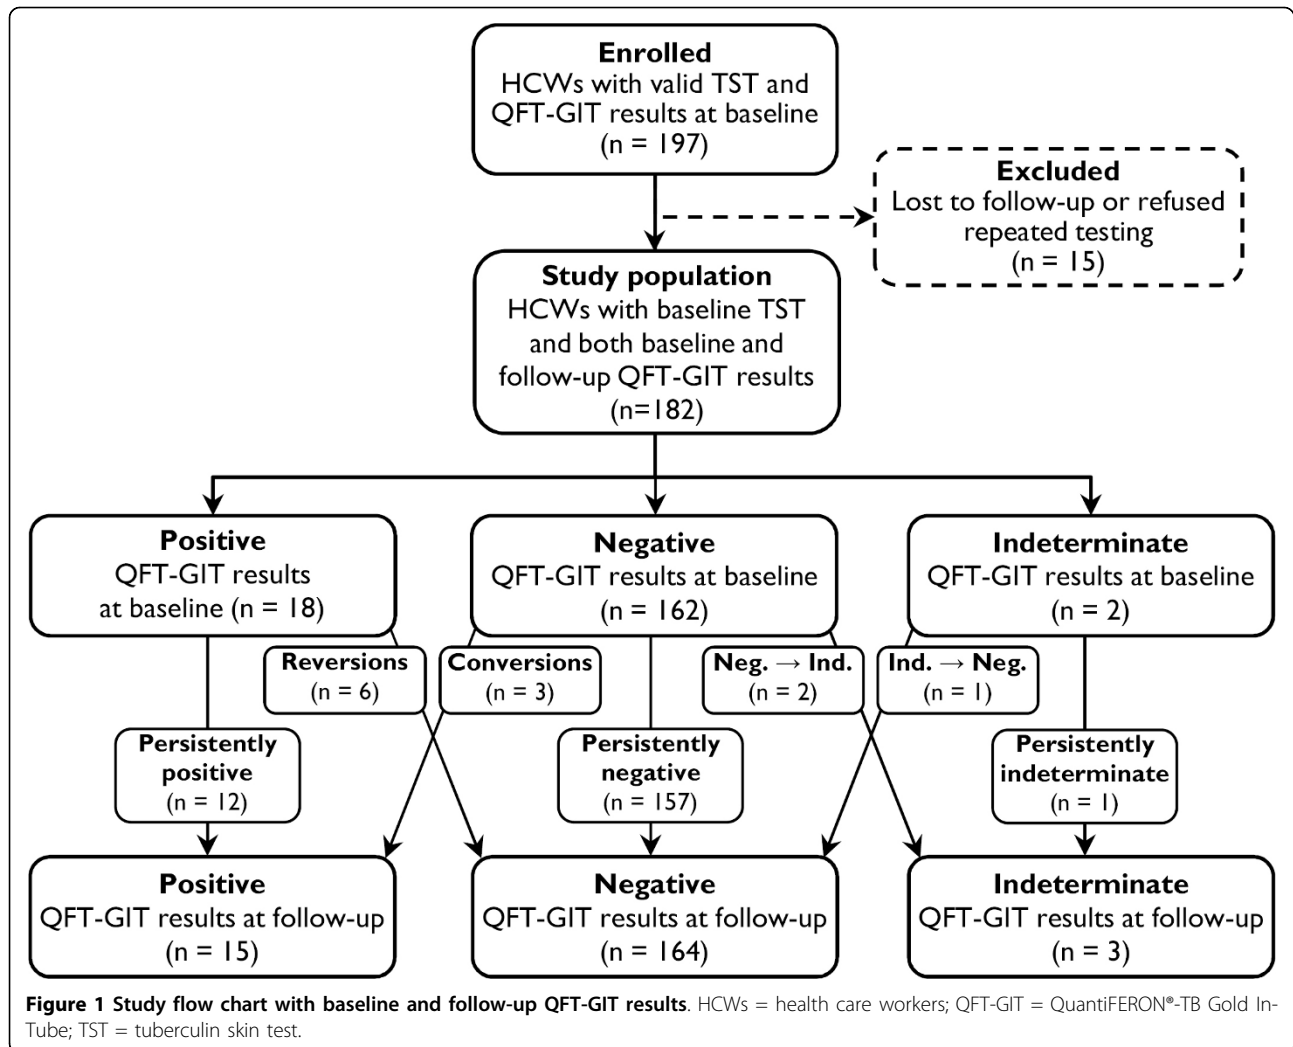 Enrolled
HCWs with valid TST and
QFT-GIT results at baseline
(n = 197)
Excluded
Lost to follow-up or refused
repeated testing
(n = 15)
Study population
HCWs with baseline TST
and both baseline and
follow-up QFT-GIT results
(n=182)
Positive
QFT-GIT results
at baseline (n = 18)
Negative
QFT-GIT results at baseline
(n = 162)
Indeterminate
QFT-GIT results at baseline
(n = 2)
Reversions
(n = 6)
Conversions
(n = 3)
Neg. → Ind.
(n = 2)
Ind. → Neg.
(n = 1)
Persistently
positive
(n = 12)
Persistently
negative
(n = 157)
Persistently
indeterminate
(n = 1)
Positive
QFT-GIT results at follow-up
(n = 15)
Negative
QFT-GIT results at follow-up
(n = 164)
Indeterminate
QFT-GIT results at follow-up
(n = 3)
Figure 1 Study flow chart with baseline and follow-up QFT-GIT results. HCWs = health care workers; QFT-GIT = QuantiFERON®-TB Gold In-
Tube; TST = tuberculin skin test.